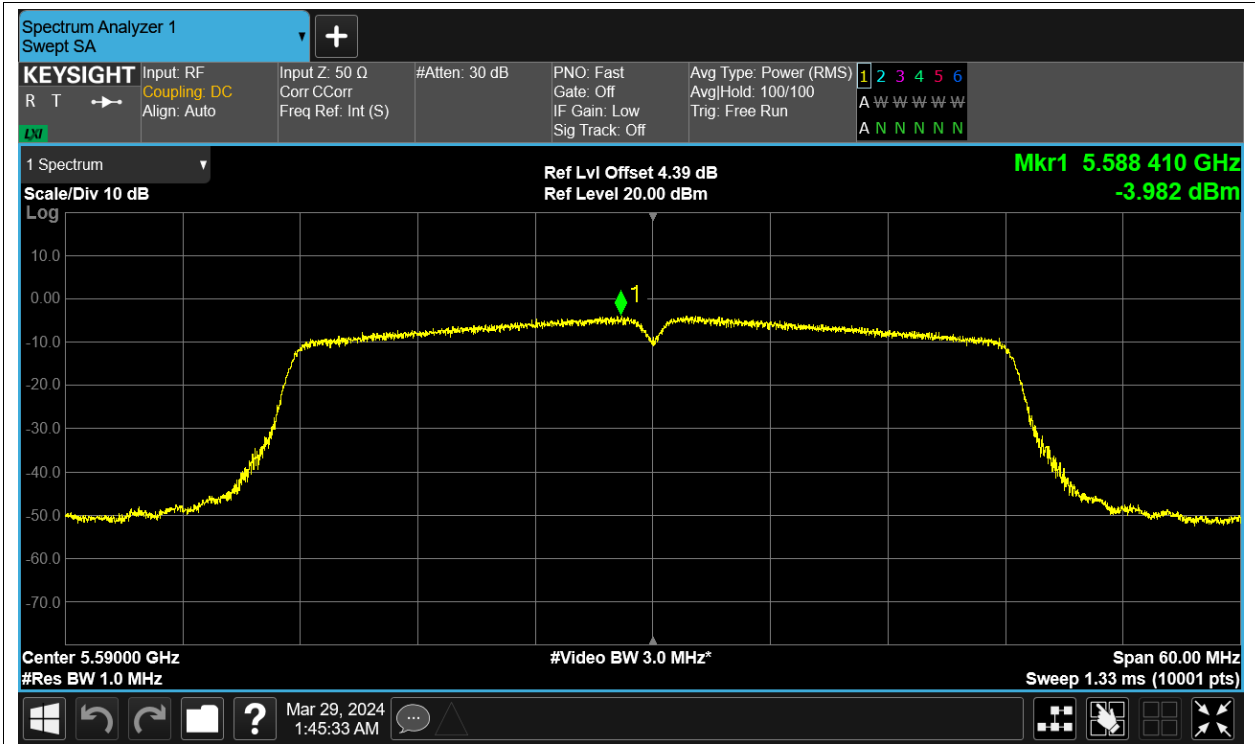 Spectrum Analyzer 1
Swept SA
+
KEYSIGHT
R T
LXI
Input: RF
Coupling: DC
Align: Auto
Input Z: 50 Ω
Corr CCorr
Freq Ref: Int (S)
#Atten: 30 dB
PNO: Fast
Gate: Off
IF Gain: Low
Sig Track: Off
Avg Type: Power (RMS)
Avg|Hold: 100/100
Trig: Free Run
1 2 3 4 5 6
A W W W W W
A N N N N N
1 Spectrum
Scale/Div 10 dB
Ref Lvl Offset 4.39 dB
Ref Level 20.00 dBm
Mkr1 5.588 410 GHz
-3.982 dBm
Log
10.0
0.00
-10.0
-20.0
-30.0
-40.0
-50.0
-60.0
-70.0
1
Center 5.59000 GHz
#Res BW 1.0 MHz
#Video BW 3.0 MHz*
Span 60.00 MHz
Sweep 1.33 ms (10001 pts)
?
Mar 29, 2024
1:45:33 AM